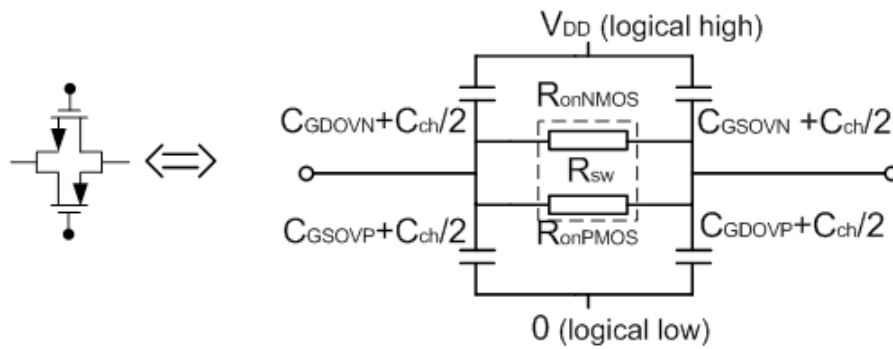 VDD (logical high)
RonNMOS
CGDOVN+Cch/2
CGSOVN +Cch/2
Rsw
CGSOVP+Cch/2
RonPMOS
CGDOVP+Cch/2
0 (logical low)